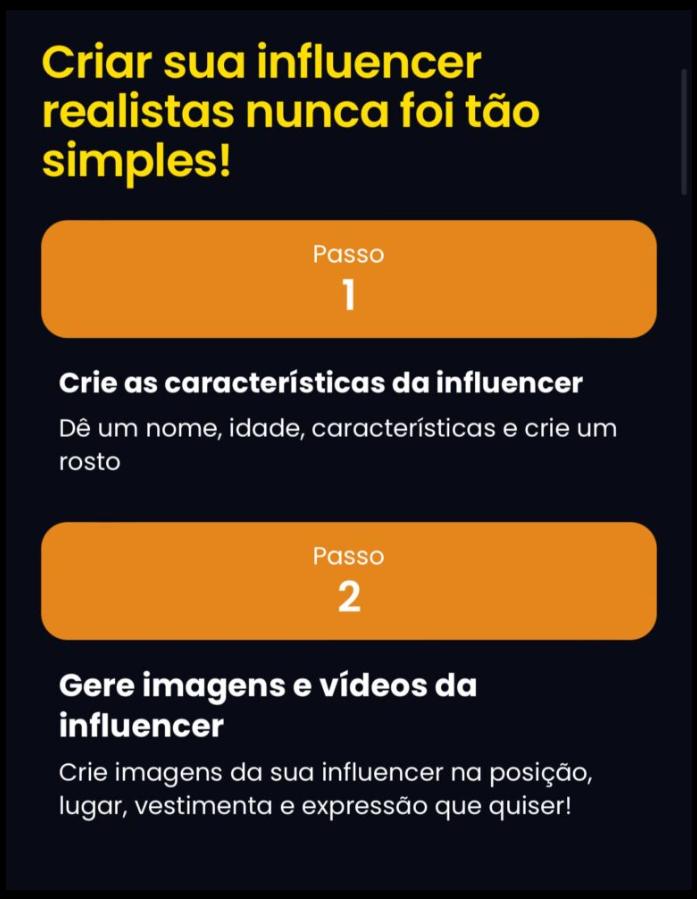 Criar sua influencer
realistas nunca foi tão
simples!
Passo
1
Crie as características da influencer
Dê um nome, idade, características e crie um
rosto
Passo
2
Gere imagens e vídeos da
influencer
Crie imagens da sua influencer na posição,
lugar, vestimenta e expressão que quiser!